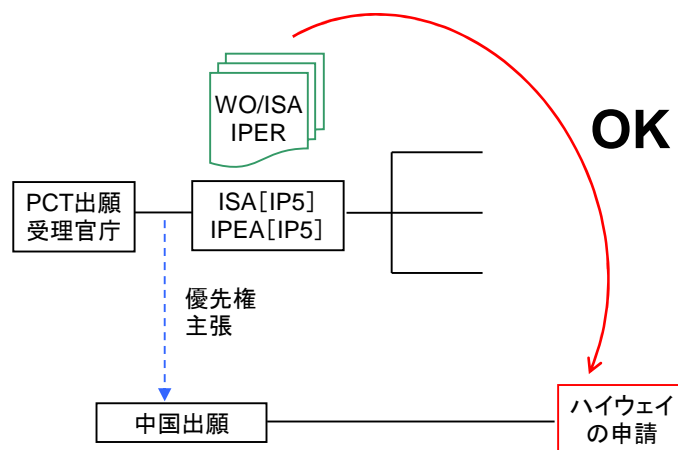 WO/ISA
IPER
OK
PCT出願
受理官庁
ISA[IP5]
IPEA[IP5]
優先権
主張
中国出願
ハイウェイ
の申請